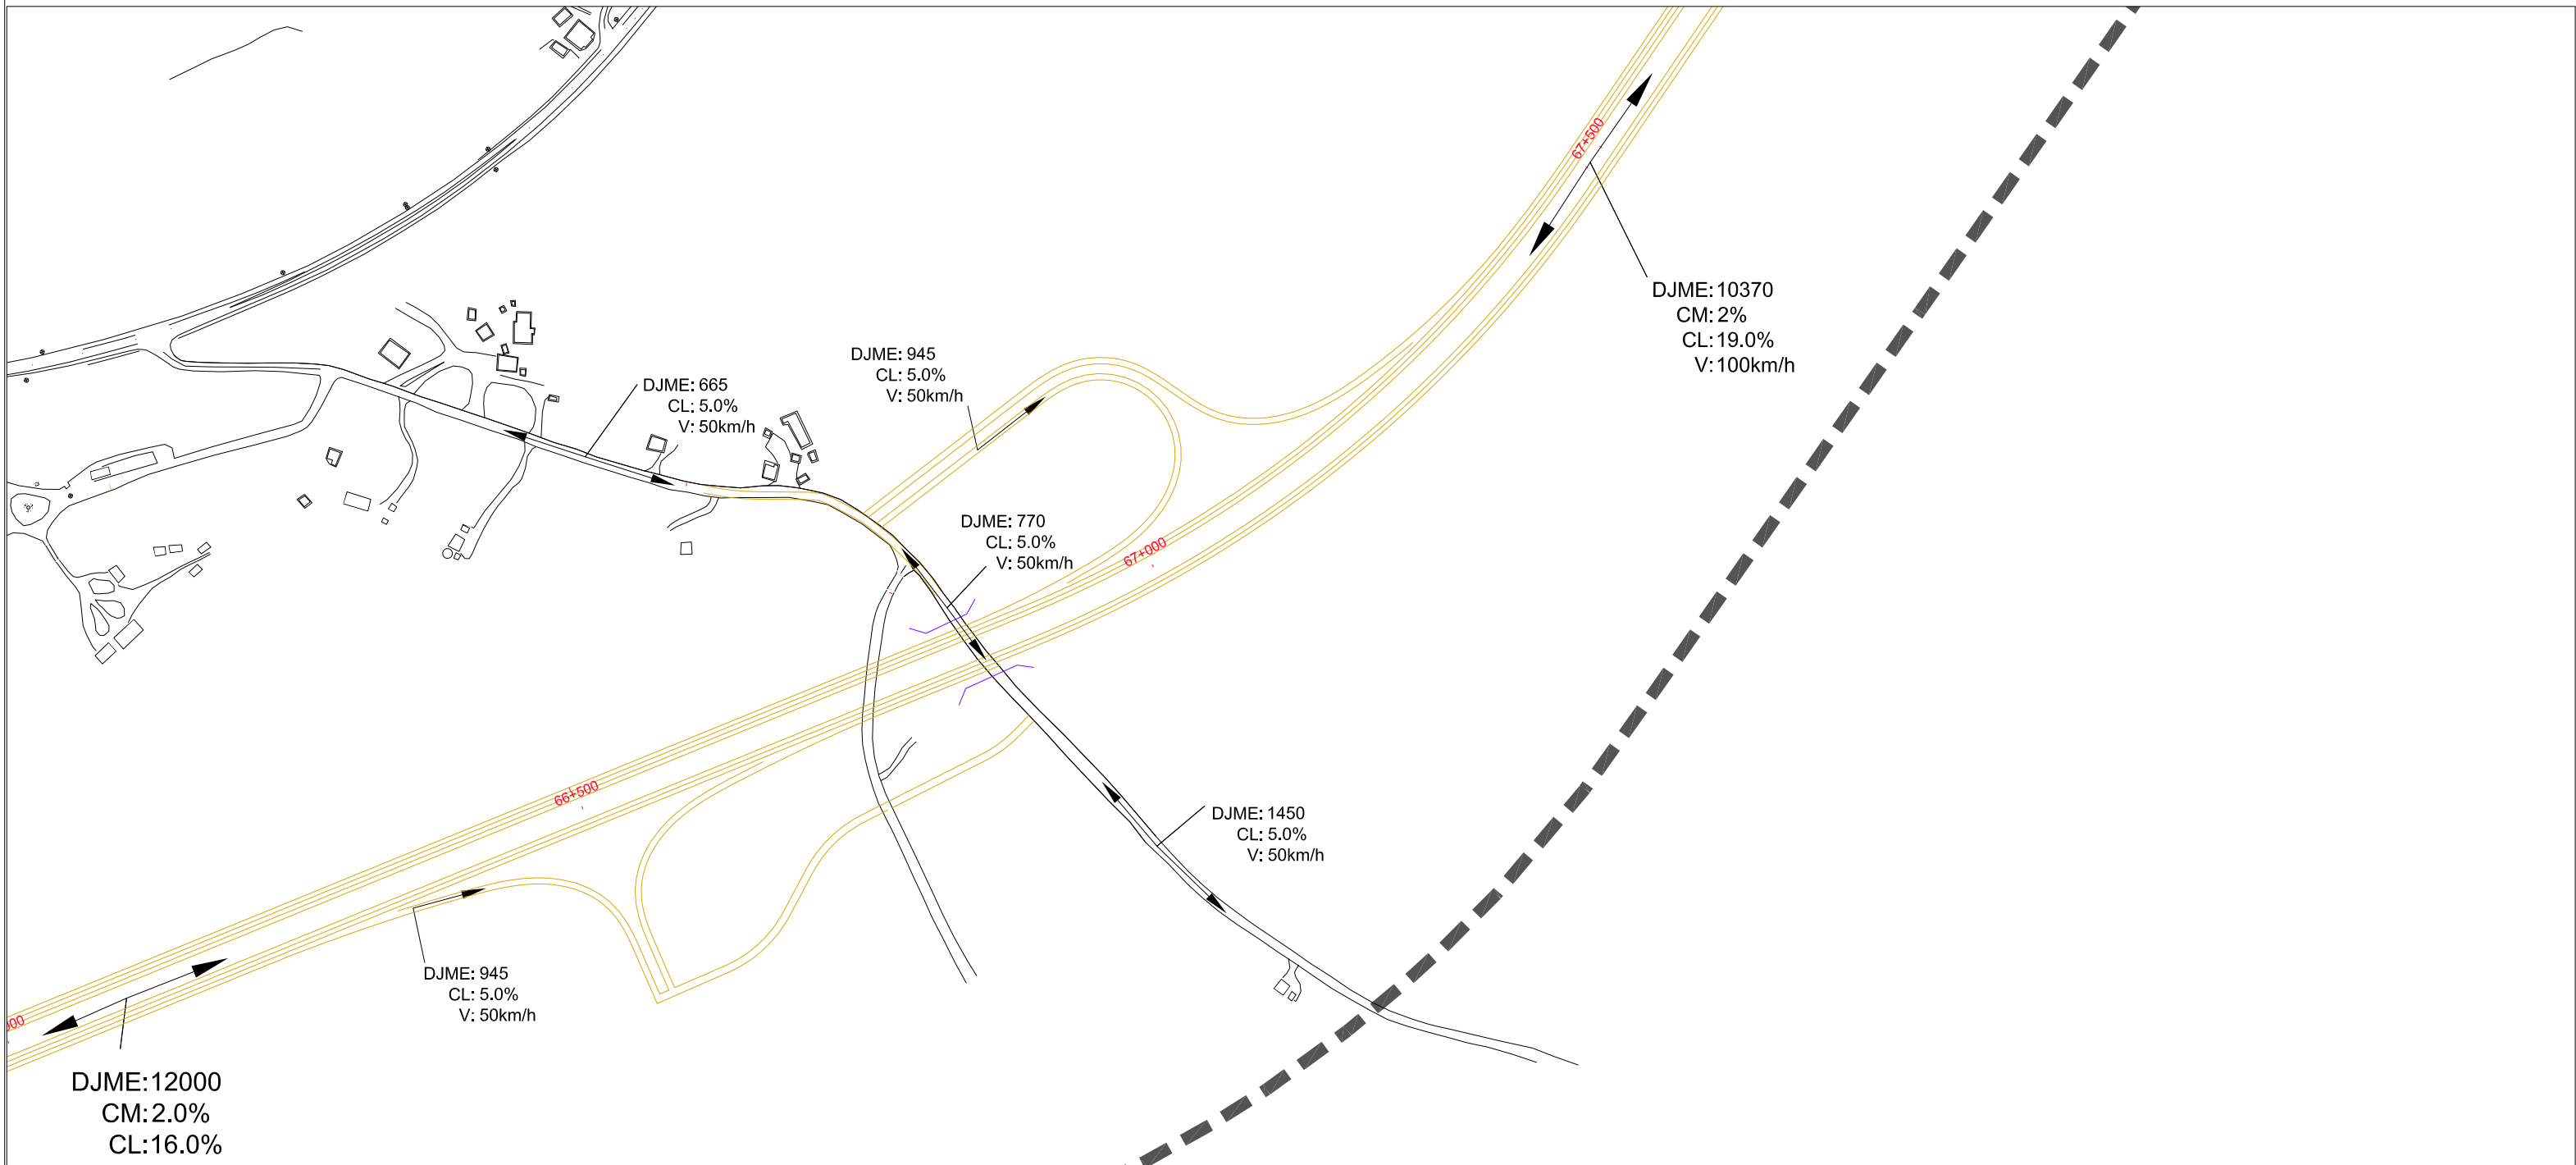 67+500
DJME: 10370
CM: 2%
CL: 19.0%
V: 100km/h
DJME: 945
CL: 5.0%
V: 50km/h
DJME: 665
CL: 5.0%
V: 50km/h
DJME: 770
CL: 5.0%
V: 50km/h
67+000
66+500
DJME: 1450
CL: 5.0%
V: 50km/h
DJME: 945
CL: 5.0%
V: 50km/h
DJME: 12000
CM: 2.0%
CL: 16.0%